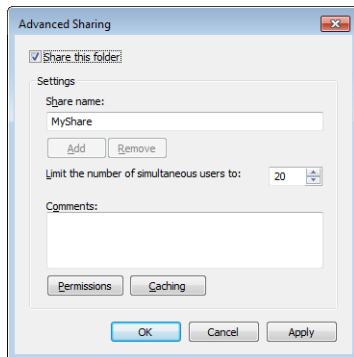 Advanced Sharing
Share this folder
Settings
Share name:
MyShare
Add Remove
Limit the number of simultaneous users to: 20
Comments:
Permissions Caching
OK Cancel Apply